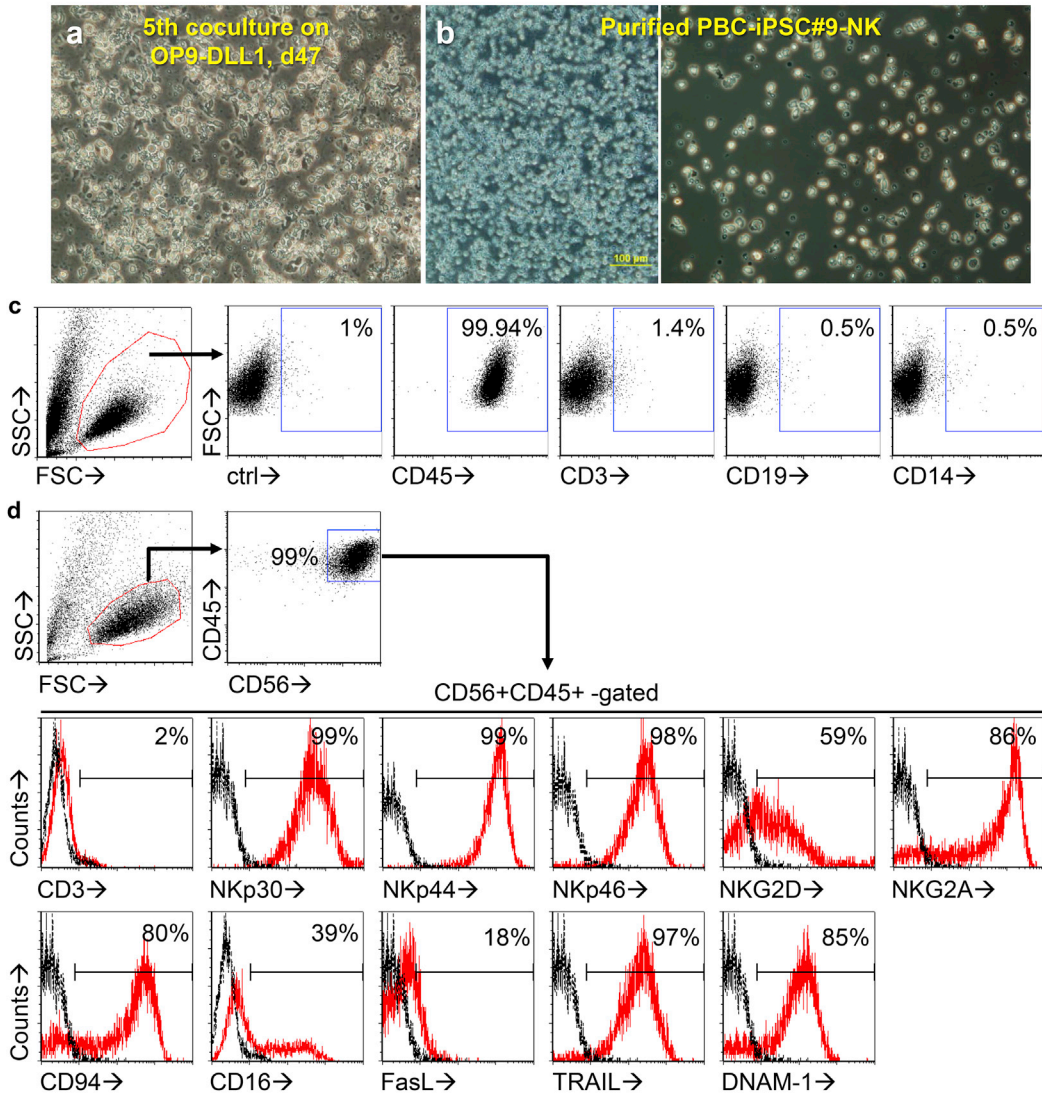 a
5th coculture on
OP9-DLL1, d47
b
Purified PBC-iPSC#9-NK
100 µm
c
SSC→
FSC→
FSC→
1%
ctrl→
99.94%
CD45→
1.4%
CD3→
0.5%
CD19→
0.5%
CD14→
d
SSC→
FSC→
CD45→
99%
CD56→
CD56+CD45+ -gated
Counts→
2%
CD3→
99%
NKp30→
99%
NKp44→
98%
NKp46→
59%
NKG2D→
86%
NKG2A→
Counts→
80%
CD94→
39%
CD16→
18%
FasL→
97%
TRAIL→
85%
DNAM-1→